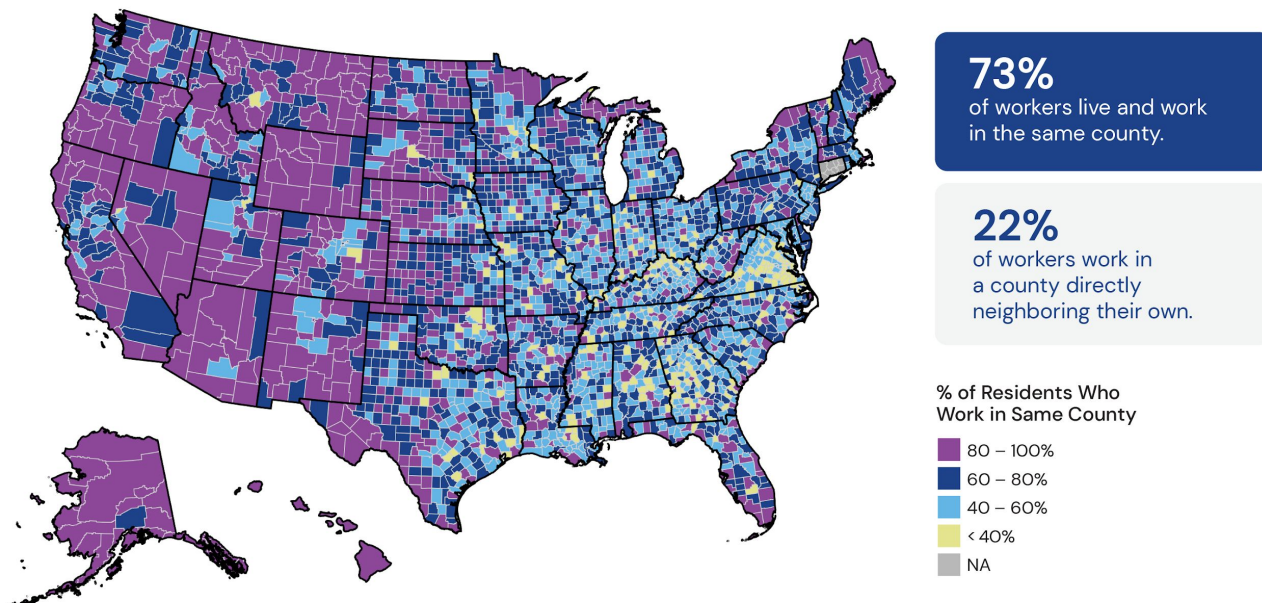 73%
of workers live and work
in the same county.
22%
of workers work in
a county directly
neighboring their own.
% of Residents Who
Work in Same County
80 – 100%
60 – 80%
40 – 60%
< 40%
NA